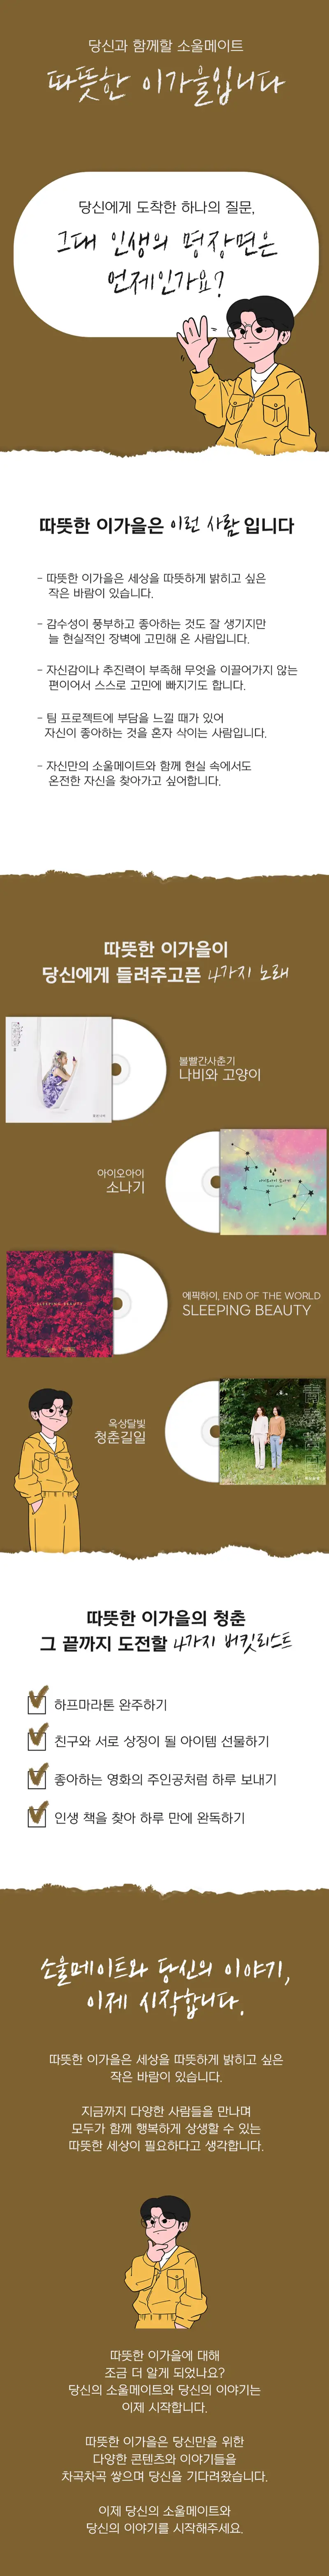 당신과 함께할 소울메이트
따뜻한 이가을입니다
당신에게 도착한 하나의 질문,
그대 인생의 명장면은
언제인가요?
따뜻한 이가을은 이런 사람 입니다
- 따뜻한 이가을은 세상을 따뜻하게 밝히고 싶은
작은 바람이 있습니다.
- 감수성이 풍부하고 좋아하는 것도 잘 생기지만
늘 현실적인 장벽에 고민해 온 사람입니다.
- 자신감이나 추진력이 부족해 무엇을 이끌어가지 않는
편이어서 스스로 고민에 빠지기도 합니다.
- 팀 프로젝트에 부담을 느낄 때가 있어
자신이 좋아하는 것을 혼자 삭이는 사람입니다.
- 자신만의 소울메이트와 함께 현실 속에서도
온전한 자신을 찾아가고 싶어합니다.
따뜻한 이가을이
당신에게 들려주고픈 4가지 노래
볼빨간사춘기
나비와 고양이
아이오아이
소나기
에픽하이, END OF THE WORLD
SLEEPING BEAUTY
SLEEPING BEAUTY
옥상달빛
청춘길일
따뜻한 이가을의 청춘
그 끝까지 도전할 4가지 버킷리스트
하프마라톤 완주하기
친구와 서로 상징이 될 아이템 선물하기
좋아하는 영화의 주인공처럼 하루 보내기
인생 책을 찾아 하루 만에 완독하기
소울메이트와 당신의 이야기,
이제 시작합니다.
따뜻한 이가을은 세상을 따뜻하게 밝히고 싶은
작은 바람이 있습니다.
지금까지 다양한 사람들을 만나며
모두가 함께 행복하게 상생할 수 있는
따뜻한 세상이 필요하다고 생각합니다.
따뜻한 이가을에 대해
조금 더 알게 되었나요?
당신의 소울메이트와 당신의 이야기는
이제 시작합니다.
따뜻한 이가을은 당신만을 위한
다양한 콘텐츠와 이야기들을
차곡차곡 쌓으며 당신을 기다려왔습니다.
이제 당신의 소울메이트와
당신의 이야기를 시작해주세요.